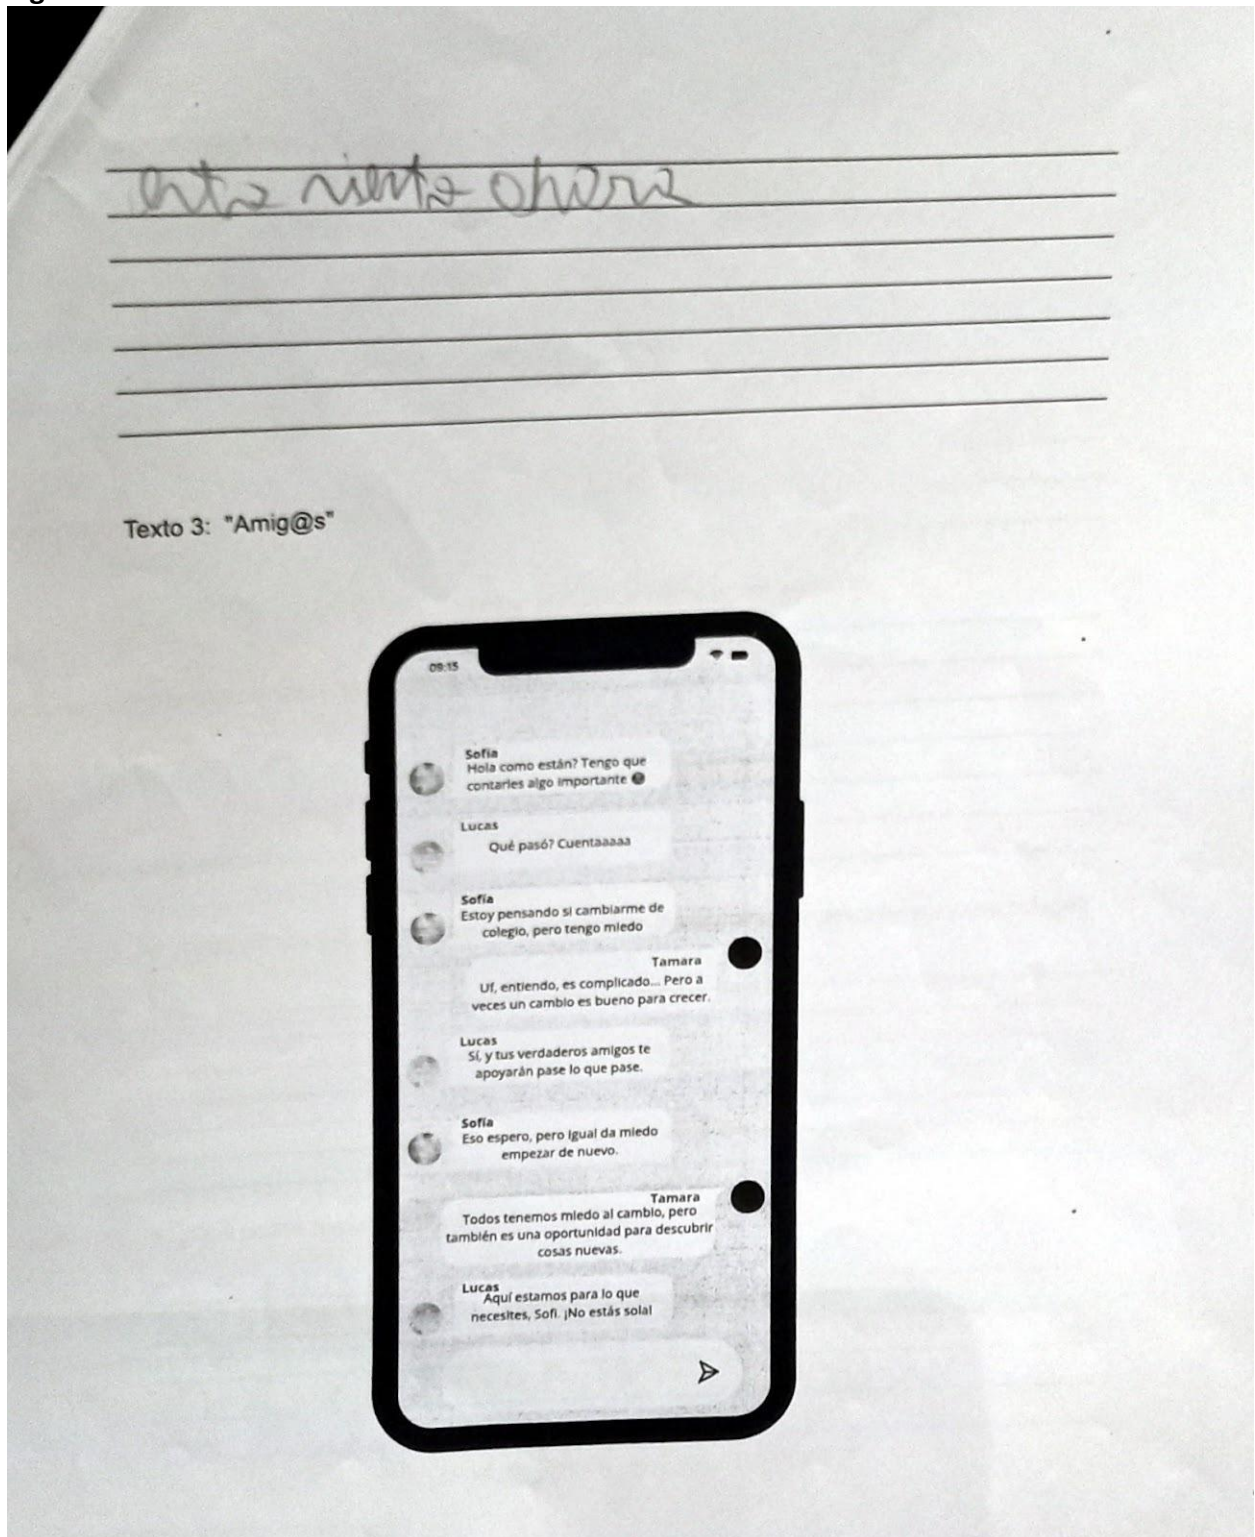 esta siesta ahora
Texto 3: "Amig@s"
09:15
Sofía
Hola como están? Tengo que
contarles algo importante
Lucas
Qué pasó? Cuentaaaaa
Sofía
Estoy pensando si cambiarme de
colegio, pero tengo miedo
Tamara
Uf, entiendo, es complicado... Pero a
veces un cambio es bueno para crecer.
Lucas
Sí, y tus verdaderos amigos te
apoyarán pase lo que pase.
Sofía
Eso espero, pero igual da miedo
empezar de nuevo.
Tamara
Todos tenemos miedo al cambio, pero
también es una oportunidad para descubrir
cosas nuevas.
Lucas
Aquí estamos para lo que
necesites, Sofi. ¡No estás sola!